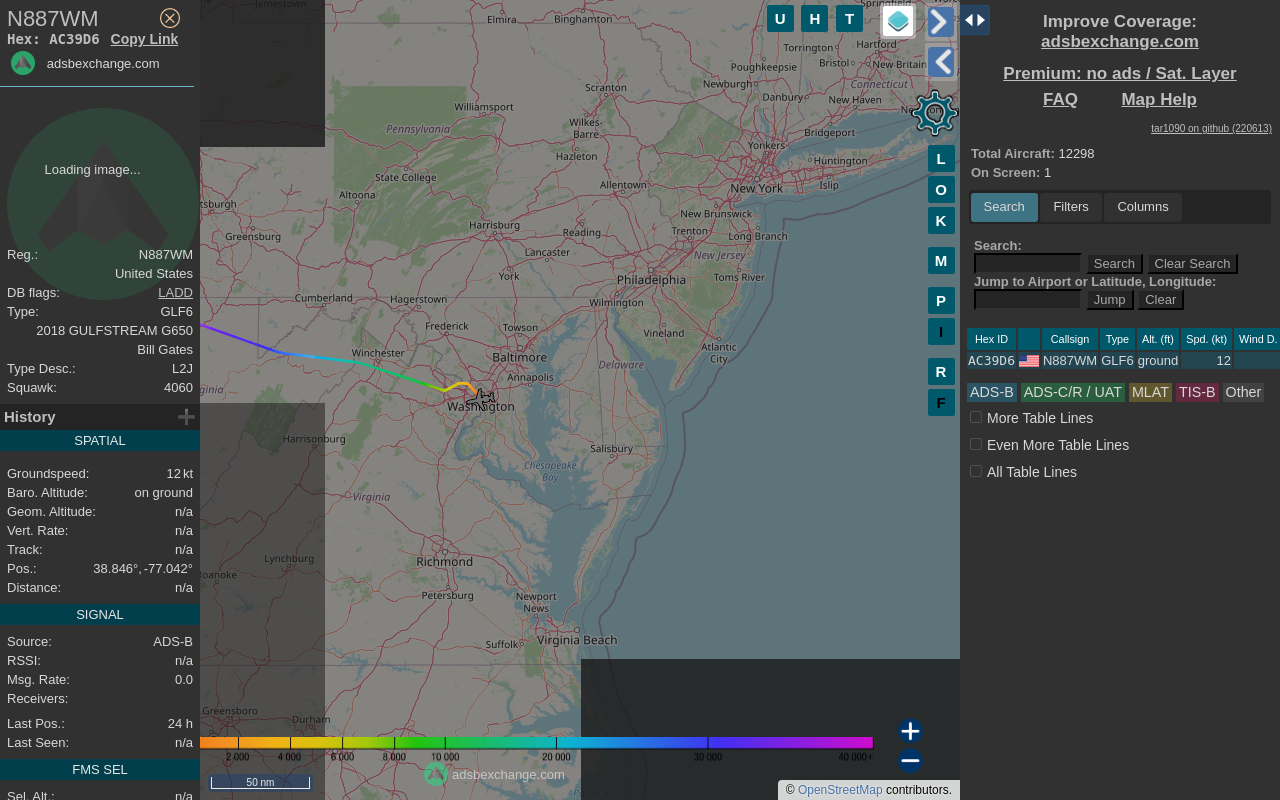 N887WM
Hex: AC39D6 Copy Link
adsbexchange.com
Loading image...
Reg.: N887WM
United States
DB flags: LADD
Type: GLF6
2018 GULFSTREAM G650
Bill Gates
Type Desc.: L2J
Squawk: 4060
History
SPATIAL
Groundspeed: 12 kt
Baro. Altitude: on ground
Geom. Altitude: n/a
Vert. Rate: n/a
Track: n/a
Pos.: 38.846°, -77.042°
Distance: n/a
SIGNAL
Source: ADS-B
RSSI: n/a
Msg. Rate: 0.0
Receivers:
Last Pos.: 24 h
Last Seen: n/a
FMS SEL
Sel. Alt.: n/a
Jamestown
Elmira
Binghamton
Springfield
Torrington
Hartford
Bristol
New Britain
Poughkeepsie
Connecticut
Newburgh
Scranton
Danbury
New Haven
Williamsport
Pennsylvania
Wilkes-
Barre
Bridgeport
Yonkers
Hazleton
Huntington
State College
Allentown
New York
Islip
Altoona
tsburgh
New Brunswick
Harrisburg
Reading
Trenton
Long Branch
Greensburg
Lancaster
New Jersey
York
Philadelphia
Toms River
Cumberland
Hagerstown
Wilmington
Frederick
Towson
Vineland
Winchester
Baltimore
Atlantic
City
Delaware
Annapolis
ginia
Washington
Harrisonburg
Salisbury
Chesapeake
Bay
Virginia
Lynchburg
Richmond
Roanoke
Petersburg
Newport
News
Suffolk
Virginia Beach
Greensboro
Durham
2 000 4 000 6 000 8 000 10 000 20 000 30 000 40 000+
adsbexchange.com
50 nm
© OpenStreetMap contributors.
U H T
L
O
K
M
P
I
R
F
Improve Coverage:
adsbexchange.com
Premium: no ads / Sat. Layer
FAQ Map Help
tar1090 on github (220613)
Total Aircraft: 12298
On Screen: 1
Search Filters Columns
Search:
Search Clear Search
Jump to Airport or Latitude, Longitude:
Jump Clear
Hex ID Callsign Type Alt. (ft) Spd. (kt) Wind D.
AC39D6 N887WM GLF6 ground 12
ADS-B ADS-C/R / UAT MLAT TIS-B Other
More Table Lines
Even More Table Lines
All Table Lines